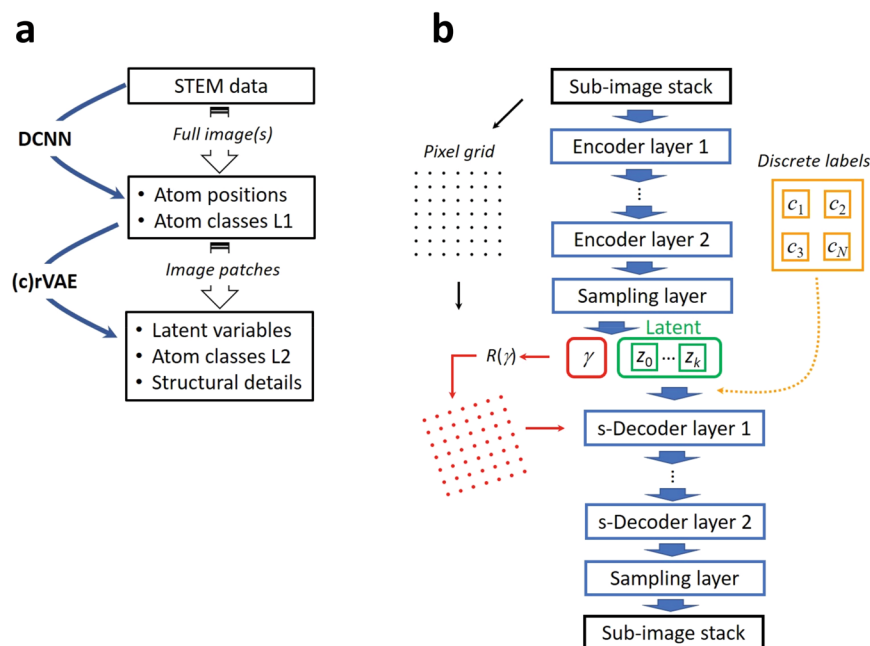 a
STEM data
DCNN
Full image(s)
• Atom positions
• Atom classes L1
(c)rVAE
Image patches
• Latent variables
• Atom classes L2
• Structural details
b
Sub-image stack
Pixel grid
Encoder layer 1
⋮
Encoder layer 2
Sampling layer
Discrete labels
c1 c2
c3 cN
Latent
R(γ)
γ
z0 ··· zk
s-Decoder layer 1
⋮
s-Decoder layer 2
Sampling layer
Sub-image stack